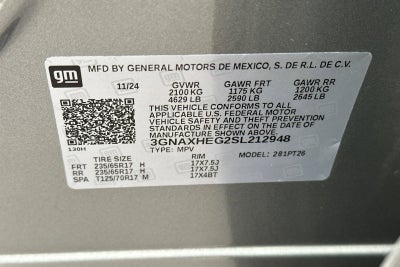 gm
MFD BY GENERAL MOTORS DE MEXICO, S. DE R.L. DE C.V.
11/24 GVWR GAWR FRT GAWR RR
2100 KG 1175 KG 1200 KG
4629 LB 2590 LB 2645 LB
THIS VEHICLE CONFORMS TO ALL
APPLICABLE U.S. FEDERAL MOTOR
VEHICLE SAFETY AND THEFT PREVENTION
STANDARDS IN EFFECT ON THE DATE OF
MANUFACTURE SHOWN ABOVE.
3GNAXHEG2SL212948
TYPE: MPV MODEL: 281PT26
130H
TIRE SIZE RIM
FRT 235/65R17 H 17X7.5J
RR 235/65R17 H 17X7.5J
SPA T125/70R17 M 17X4BT